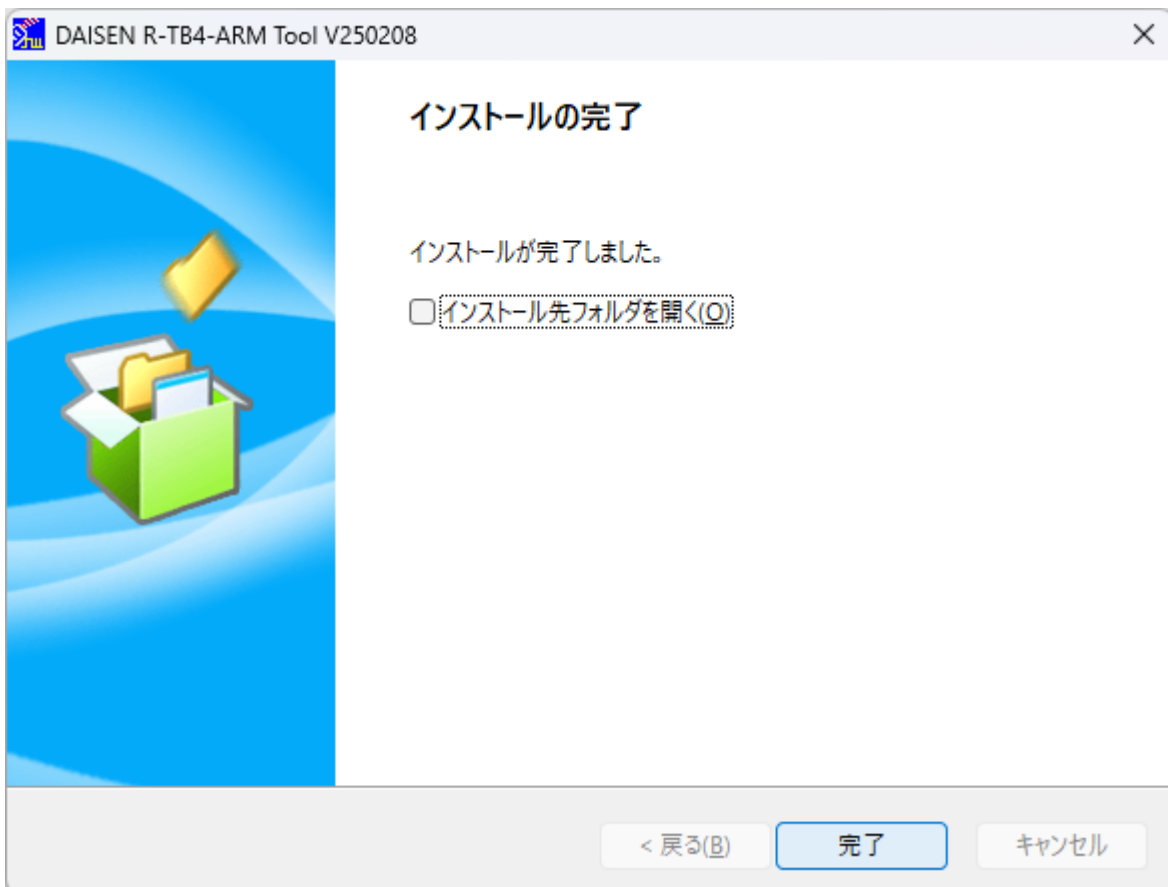 DAISEN R-TB4-ARM Tool V250208
インストールの完了
インストールが完了しました。
インストール先フォルダを開く(O)
< 戻る(B)
完了
キャンセル